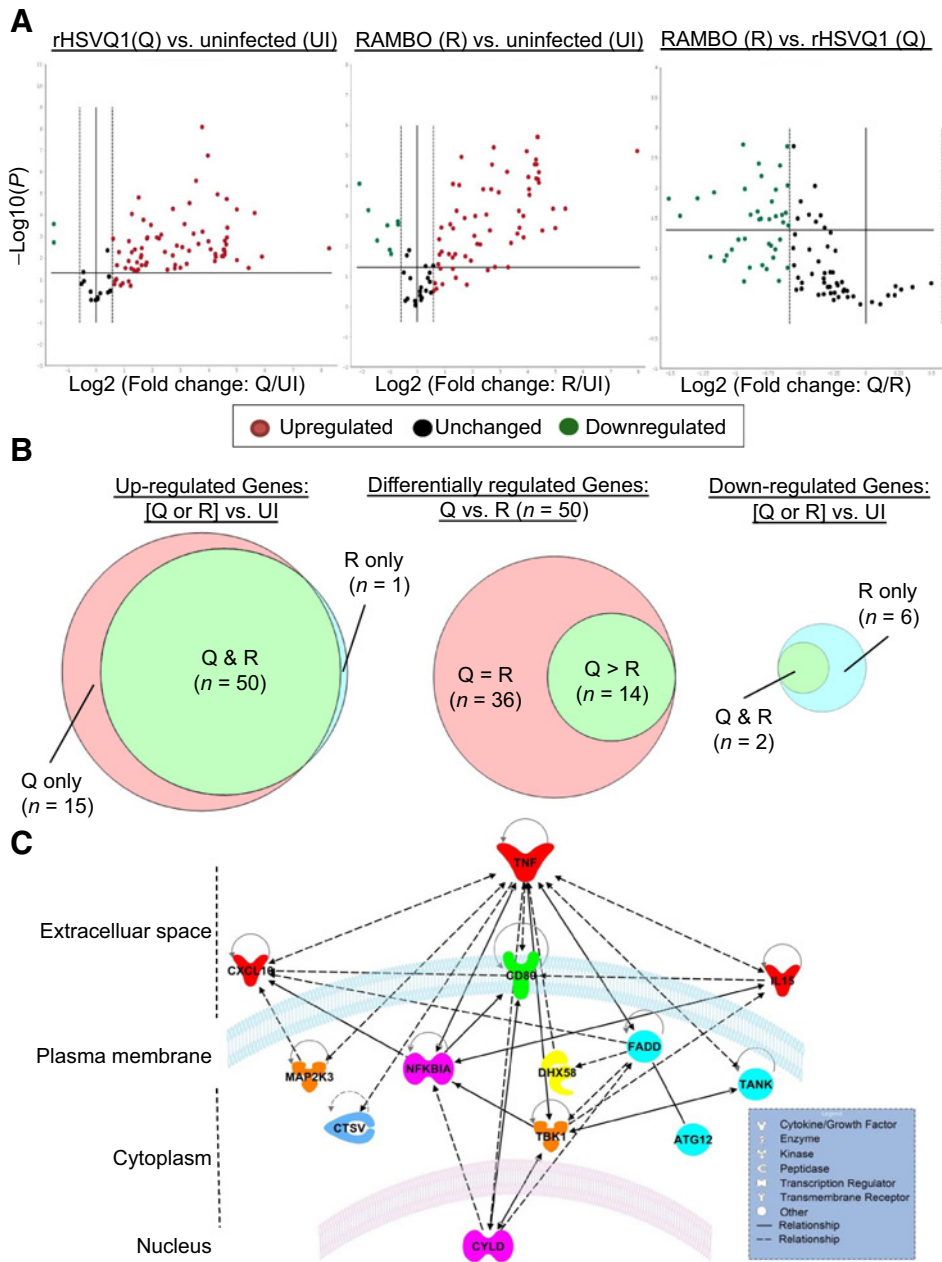 A
rHSVQ1(Q) vs. uninfected (UI)
RAMBO (R) vs. uninfected (UI)
RAMBO (R) vs. rHSVQ1 (Q)
–Log10(P)
Log2 (Fold change: Q/UI)
Log2 (Fold change: R/UI)
Log2 (Fold change: Q/R)
Upregulated
Unchanged
Downregulated
B
Up-regulated Genes:
[Q or R] vs. UI
Differentially regulated Genes:
Q vs. R (n = 50)
Down-regulated Genes:
[Q or R] vs. UI
R only
(n = 1)
Q & R
(n = 50)
Q only
(n = 15)
Q = R
(n = 36)
Q > R
(n = 14)
R only
(n = 6)
Q & R
(n = 2)
C
TNF
Extracelluar space
CXCL10
CD80
IL15
Plasma membrane
MAP2K3
NFKBIA
DHX58
FADD
TANK
CTSV
TBK1
ATG12
Cytoplasm
Nucleus
CYLD
Cytokine/Growth Factor
Enzyme
Kinase
Peptidase
Transcription Regulator
Transmembrane Receptor
Other
Relationship
Relationship